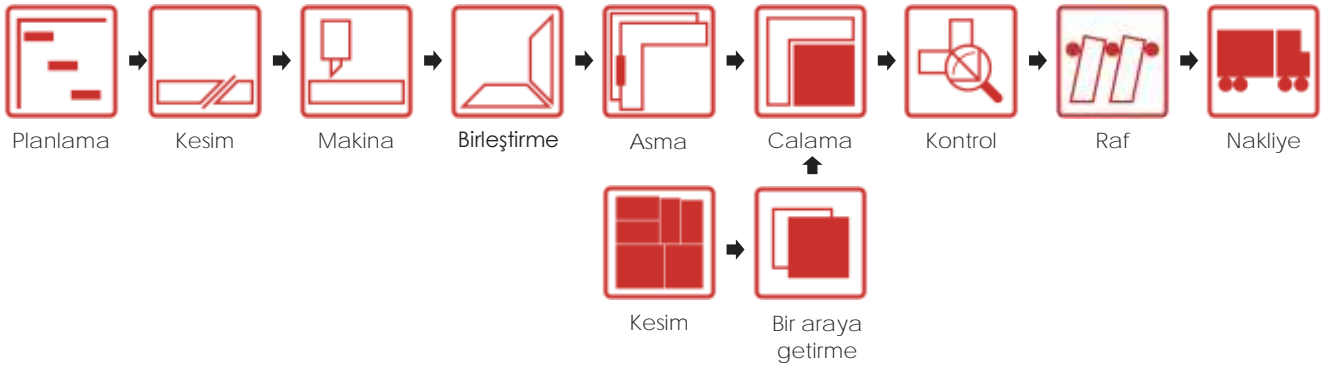 Planlama
Kesim
Makina
Birleştirme
Asma
Calama
Kontrol
Raf
Nakliye
Kesim
Bir araya
getirme